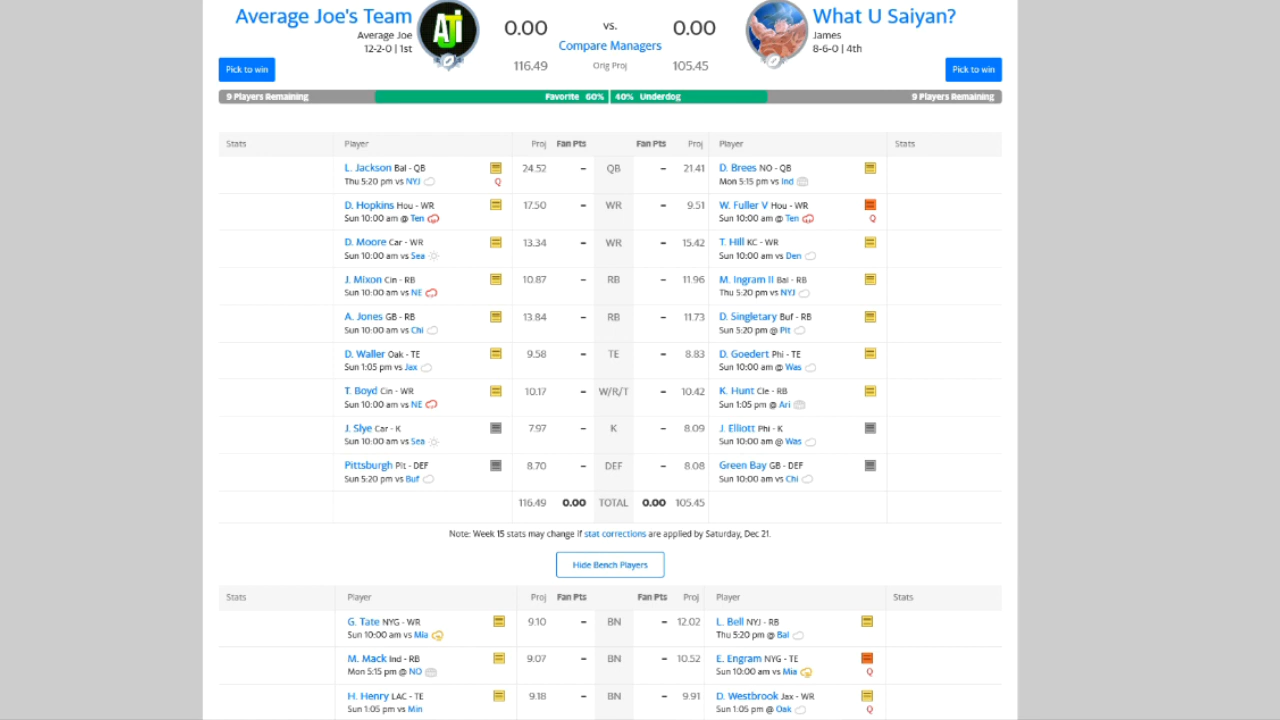 Average Joe's Team
Average Joe
12-2-0 | 1st
AJ
0.00 vs. 0.00
Compare Managers
116.49 Orig Proj 105.45
What U Saiyan?
James
8-6-0 | 4th
Pick to win
Pick to win
9 Players Remaining Favorite 60% 40% Underdog 9 Players Remaining
Stats Player Proj Fan Pts Fan Pts Proj Player Stats
L. Jackson Bal - QB 24.52 – QB – 21.41 D. Brees NO - QB
Thu 5:20 pm vs NYJ Q Mon 5:15 pm vs Ind
D. Hopkins Hou - WR 17.50 – WR – 9.51 W. Fuller V Hou - WR
Sun 10:00 am @ Ten Sun 10:00 am @ Ten Q
D. Moore Car - WR 13.34 – WR – 15.42 T. Hill KC - WR
Sun 10:00 am vs Sea Sun 10:00 am vs Den
J. Mixon Cin - RB 10.87 – RB – 11.96 M. Ingram II Bal - RB
Sun 10:00 am vs NE Thu 5:20 pm vs NYJ
A. Jones GB - RB 13.84 – RB – 11.73 D. Singletary Buf - RB
Sun 10:00 am vs Chi Sun 5:20 pm @ Pit
D. Waller Oak - TE 9.58 – TE – 8.83 D. Goedert Phi - TE
Sun 1:05 pm vs Jax Sun 10:00 am @ Was
T. Boyd Cin - WR 10.17 – W/R/T – 10.42 K. Hunt Cle - RB
Sun 10:00 am vs NE Sun 1:05 pm @ Ari
J. Slye Car - K 7.97 – K – 8.09 J. Elliott Phi - K
Sun 10:00 am vs Sea Sun 10:00 am @ Was
Pittsburgh Pit - DEF 8.70 – DEF – 8.08 Green Bay GB - DEF
Sun 5:20 pm vs Buf Sun 10:00 am vs Chi
116.49 0.00 TOTAL 0.00 105.45
Note: Week 15 stats may change if stat corrections are applied by Saturday, Dec 21.
Hide Bench Players
Stats Player Proj Fan Pts Fan Pts Proj Player Stats
G. Tate NYG - WR 9.10 – BN – 12.02 L. Bell NYJ - RB
Sun 10:00 am vs Mia Thu 5:20 pm @ Bal
M. Mack Ind - RB 9.07 – BN – 10.52 E. Engram NYG - TE
Mon 5:15 pm @ NO Sun 10:00 am vs Mia Q
H. Henry LAC - TE 9.18 – BN – 9.91 D. Westbrook Jax - WR
Sun 1:05 pm vs Min Sun 1:05 pm @ Oak Q